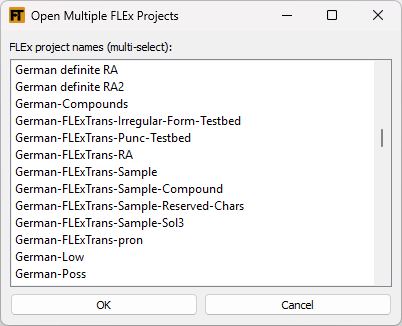 FT Open Multiple FLEx Projects
FLEx project names (multi-select):
German definite RA
German definite RA2
German-Compounds
German-FLExTrans-Irregular-Form-Testbed
German-FLExTrans-Punc-Testbed
German-FLExTrans-RA
German-FLExTrans-Sample
German-FLExTrans-Sample-Compound
German-FLExTrans-Sample-Reserved-Chars
German-FLExTrans-Sample-Sol3
German-FLExTrans-pron
German-Low
German-Poss
OK Cancel